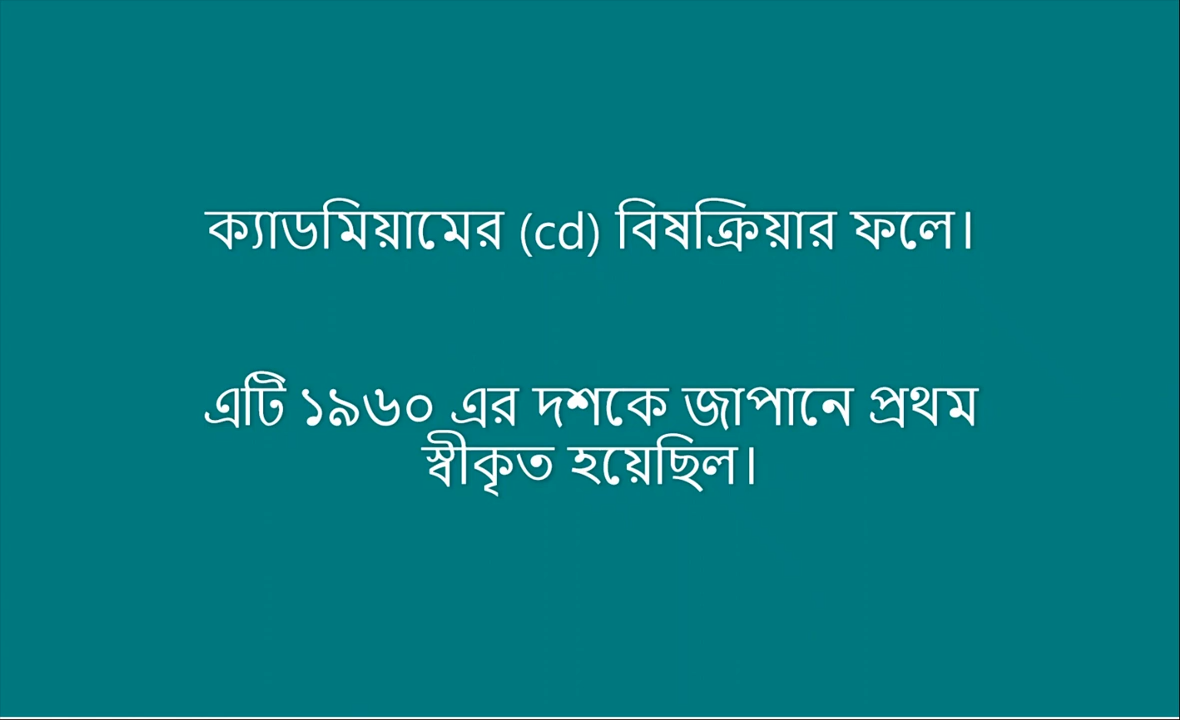 ক্যাডমিয়ামের (cd) বিষক্রিয়ার ফলে।
এটি ১৯৬০ এর দশকে জাপানে প্রথম
স্বীকৃত হয়েছিল।